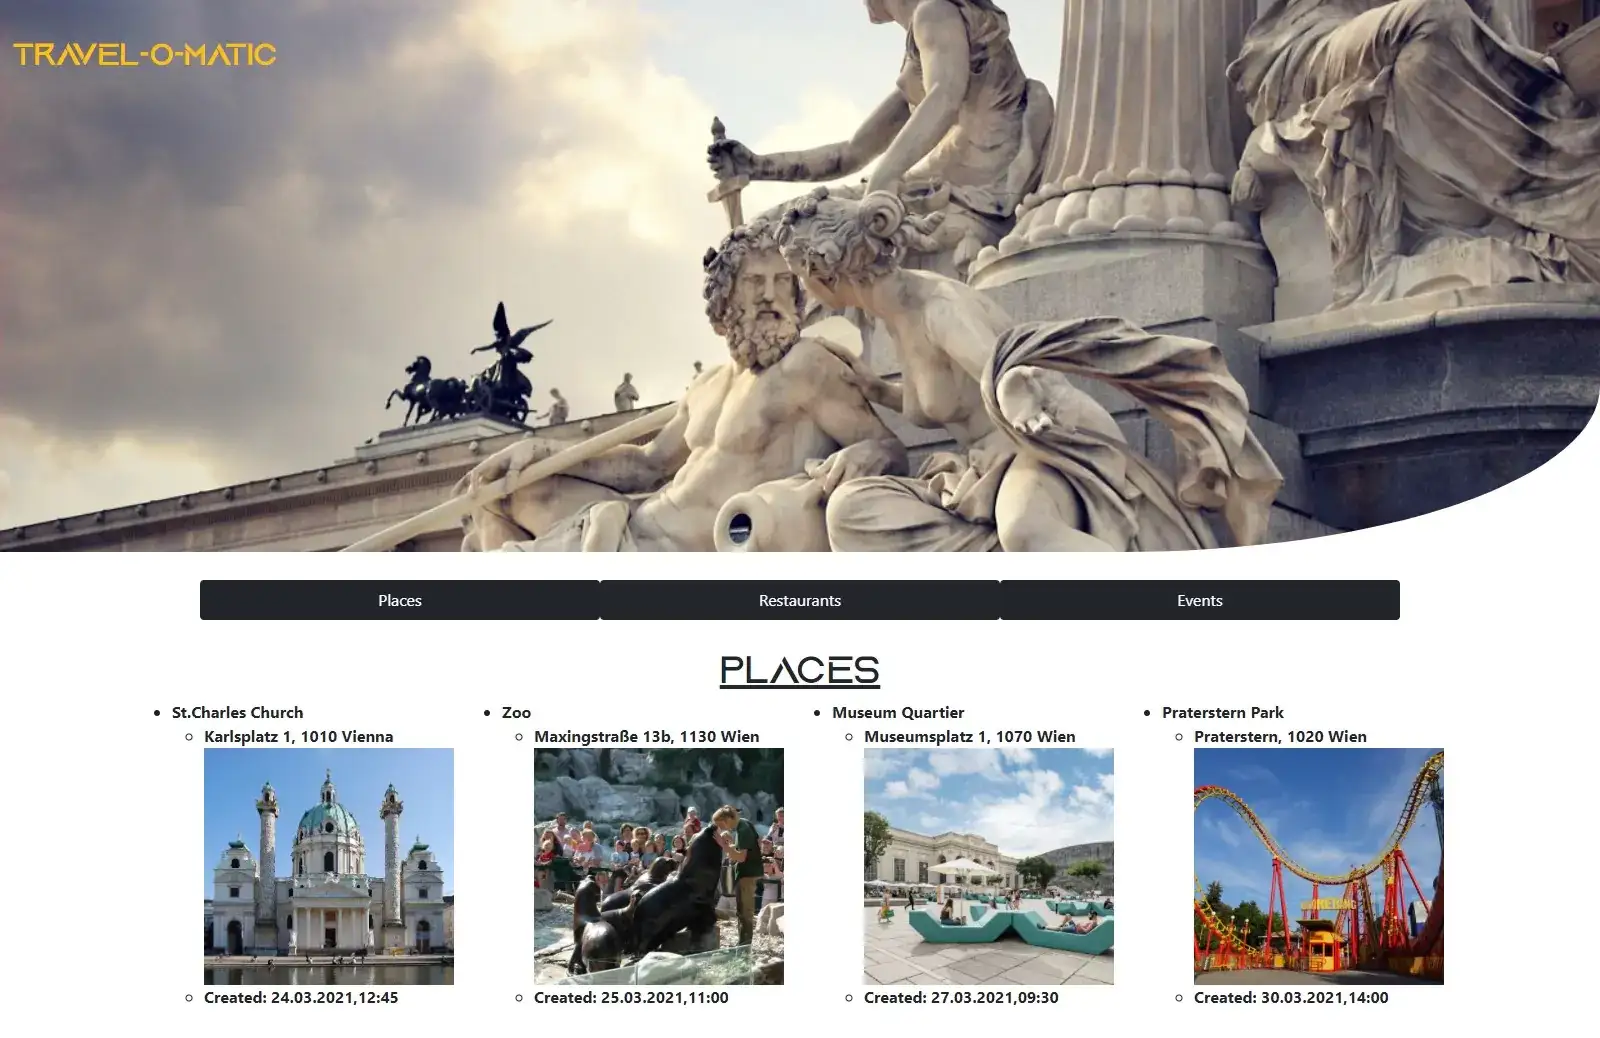 TRAVEL-O-MATIC
Places
Restaurants
Events
PLACES
St.Charles Church
Karlsplatz 1, 1010 Vienna
Created: 24.03.2021,12:45
Zoo
Maxingstraße 13b, 1130 Wien
Created: 25.03.2021,11:00
Museum Quartier
Museumsplatz 1, 1070 Wien
Created: 27.03.2021,09:30
Praterstern Park
Praterstern, 1020 Wien
Created: 30.03.2021,14:00